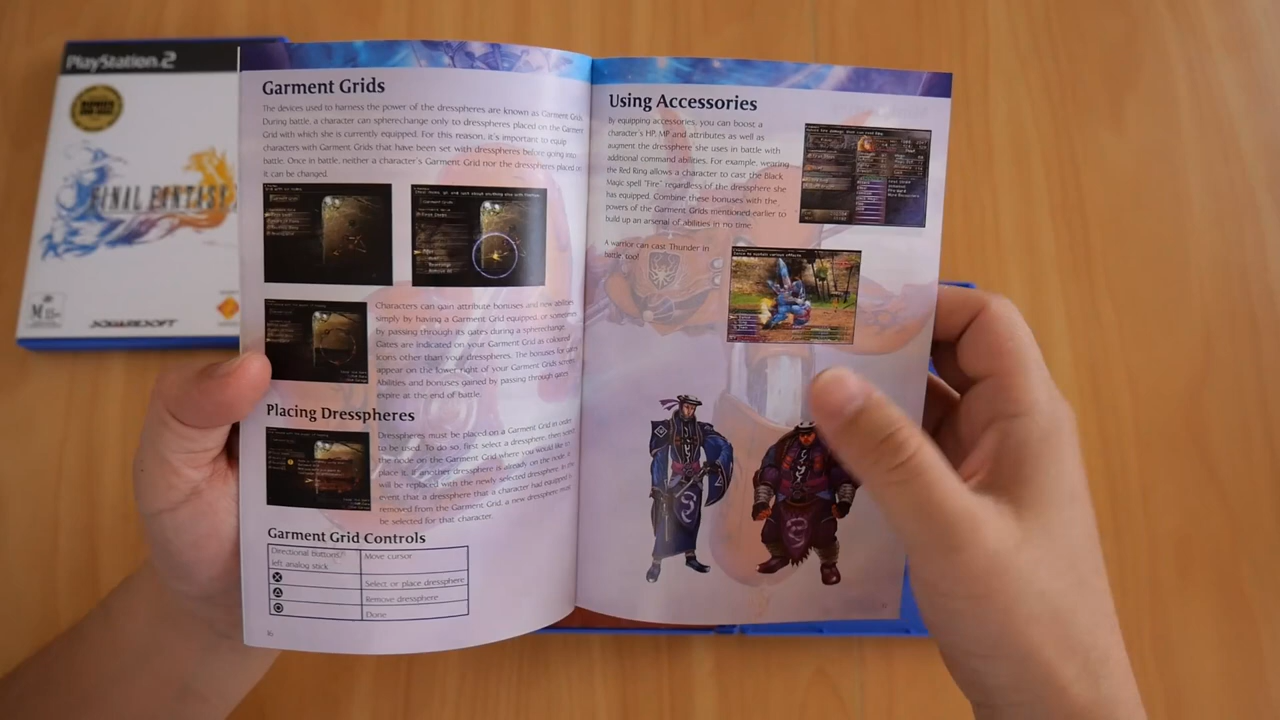 PlayStation 2
FINAL FANTASY
M 15+
SQUARESOFT
Garment Grids
The devices used to harness the power of the dresspheres are known as Garment Grids.
During battle, a character can spherechange only to dresspheres placed on the Garment
Grid with which she is currently equipped. For this reason, it's important to equip
characters with Garment Grids that have been set with dresspheres before going into
battle. Once in battle, neither a character's Garment Grid nor the dresspheres placed on
it can be changed.
Characters can gain attribute bonuses and new abilities
simply by having a Garment Grid equipped, or sometimes
by passing through its gates during a spherechange.
Gates are indicated on your Garment Grid as coloured
icons other than your dresspheres. The bonuses for gates
appear on the lower right of your Garment Grids screen.
Abilities and bonuses gained by passing through gates
expire at the end of battle.
Placing Dresspheres
Dresspheres must be placed on a Garment Grid in order
to be used. To do so, first select a dressphere, then select
the node on the Garment Grid where you would like to
place it. If another dressphere is already on the node, it
will be replaced with the newly selected dressphere. In the
event that a dressphere that a character had equipped is
removed from the Garment Grid, a new dressphere must
be selected for that character.
Garment Grid Controls
Directional buttons/
left analog stick
Move cursor
Select or place dressphere
Remove dressphere
Done
16
Using Accessories
By equipping accessories, you can boost a
character's HP, MP and attributes as well as
augment the dressphere she uses in battle with
additional command abilities. For example, wearing
the Red Ring allows a character to cast the Black
Magic spell "Fire" regardless of the dressphere she
has equipped. Combine these bonuses with the
powers of the Garment Grids mentioned earlier to
build up an arsenal of abilities in no time.
A warrior can cast Thunder in
battle, too!